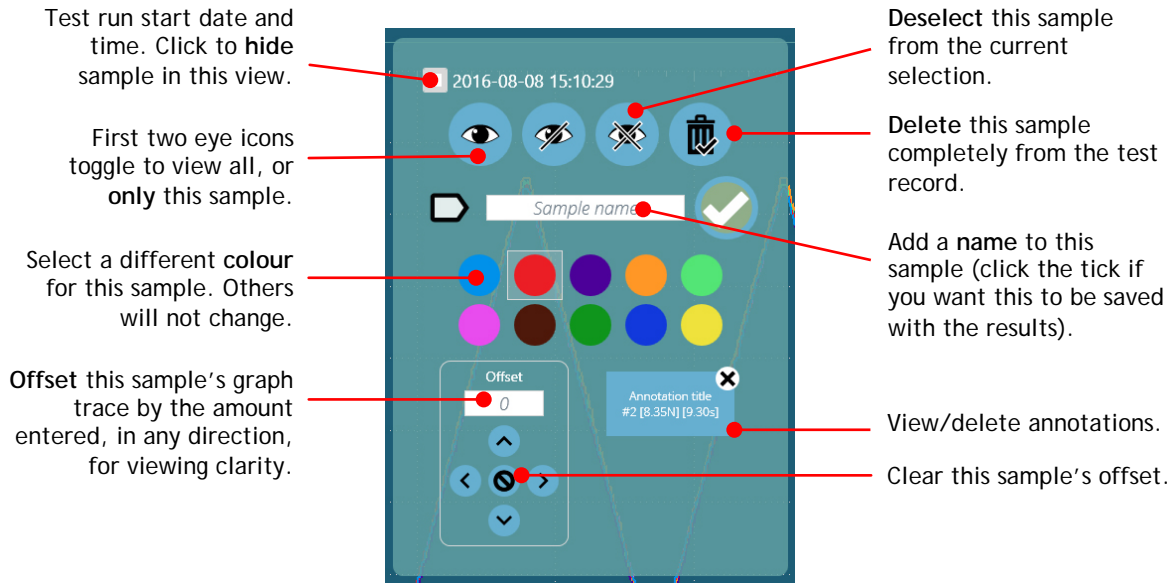 Test run start date and
time. Click to hide
sample in this view.
First two eye icons
toggle to view all, or
only this sample.
Select a different colour
for this sample. Others
will not change.
Offset this sample's graph
trace by the amount
entered, in any direction,
for viewing clarity.
2016-08-08 15:10:29
Sample name
Offset
0
Annotation title
#2 [8.35N] [9.30s]
Deselect this sample
from the current
selection.
Delete this sample
completely from the test
record.
Add a name to this
sample (click the tick if
you want this to be saved
with the results).
View/delete annotations.
Clear this sample's offset.